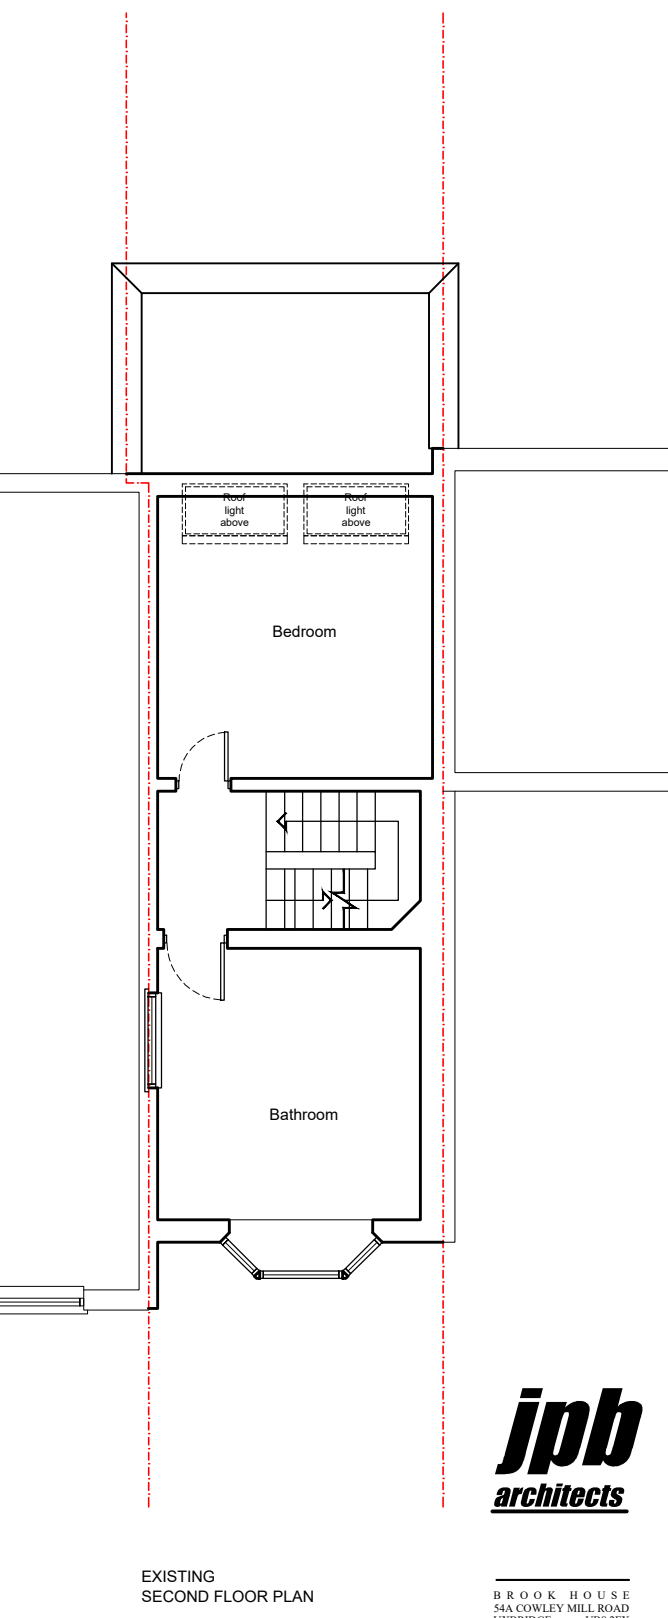 Roof
light
above
Roof
light
above
Bedroom
Bathroom
jpb
architects
EXISTING
SECOND FLOOR PLAN
BROOK HOUSE
54A COWLEY MILL ROAD